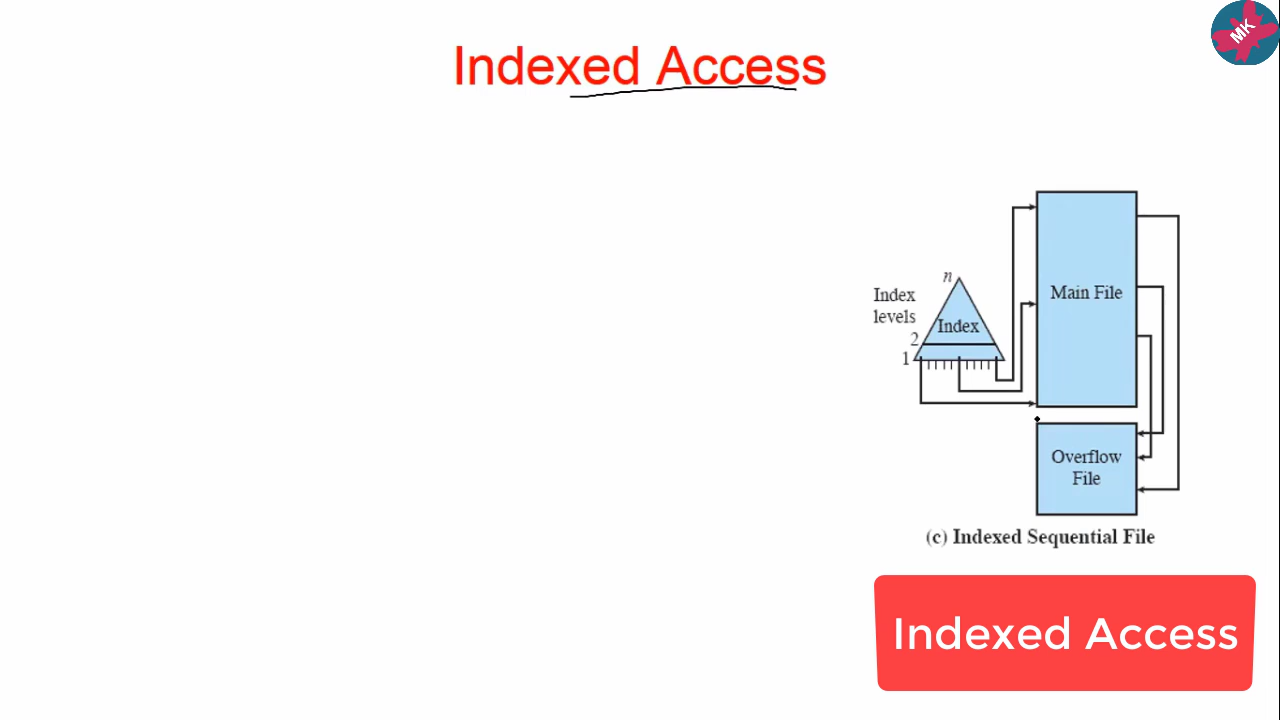 MK
Indexed Access
Main File
n
Index
levels
Index
2
1
Overflow
File
(c) Indexed Sequential File
Indexed Access